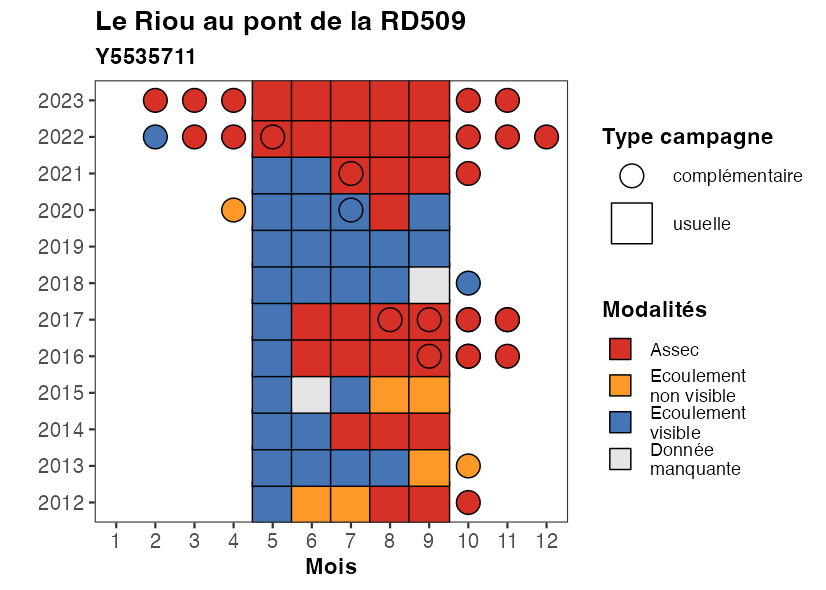 Le Riou au pont de la RD509
Y5535711
2023
2022
2021
2020
2019
2018
2017
2016
2015
2014
2013
2012
1 2 3 4 5 6 7 8 9 10 11 12
Mois
Type campagne
complémentaire
usuelle
Modalités
Assec
Ecoulement
non visible
Ecoulement
visible
Donnée
manquante